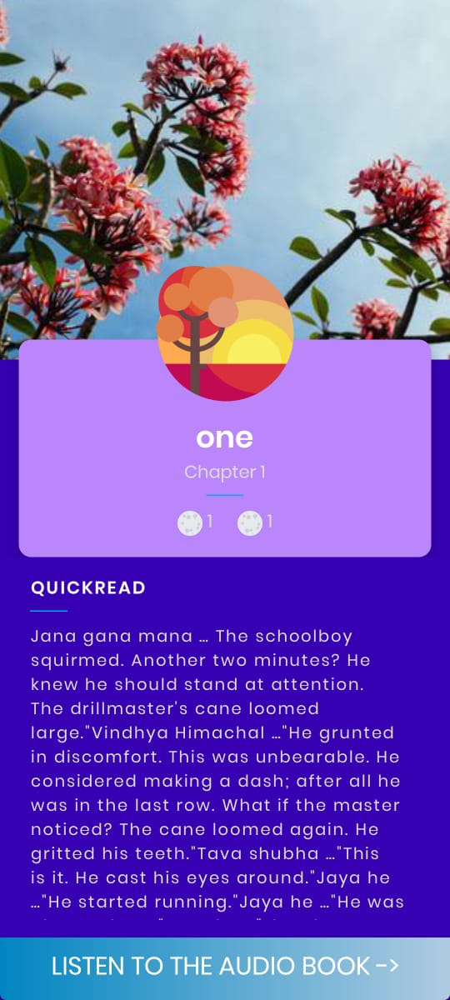 one
Chapter 1
1 1
QUICKREAD
Jana gana mana … The schoolboy
squirmed. Another two minutes? He
knew he should stand at attention.
The drillmaster's cane loomed
large."Vindhya Himachal …"He grunted
in discomfort. This was unbearable. He
considered making a dash; after all he
was in the last row. What if the master
noticed? The cane loomed again. He
gritted his teeth."Tava shubha …"This
is it. He cast his eyes around."Jaya he
…"He started running."Jaya he …"He was
LISTEN TO THE AUDIO BOOK ->